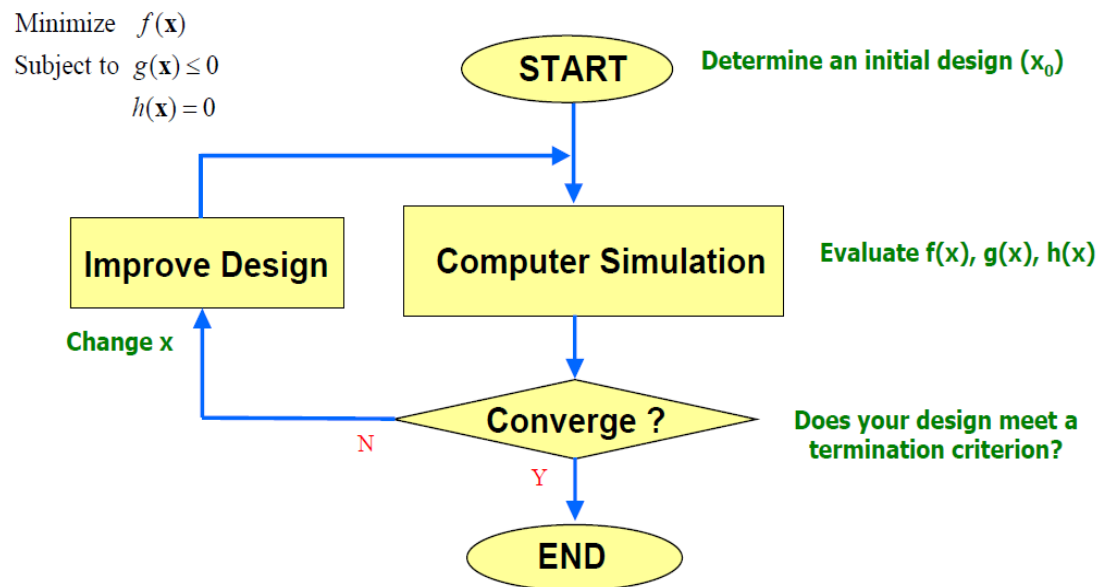 Minimize f(x)
Subject to g(x) ≤ 0
h(x) = 0
START
Determine an initial design (x₀)
Improve Design
Computer Simulation
Evaluate f(x), g(x), h(x)
Change x
Converge ?
Does your design meet a
termination criterion?
N
Y
END